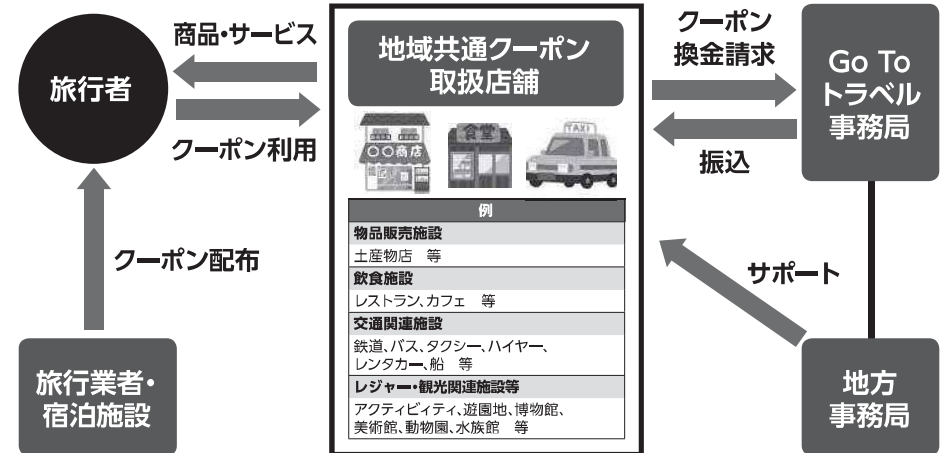 旅行者
商品・サービス
クーポン利用
クーポン配布
旅行業者・
宿泊施設
地域共通クーポン
取扱店舗
〇〇商店
食堂
TAXI
例
物品販売施設
土産物店　等
飲食施設
レストラン、カフェ　等
交通関連施設
鉄道、バス、タクシー、ハイヤー、
レンタカー、船　等
レジャー・観光関連施設等
アクティビィティ、遊園地、博物館、
美術館、動物園、水族館　等
クーポン
換金請求
振込
サポート
Go To
トラベル
事務局
地方
事務局